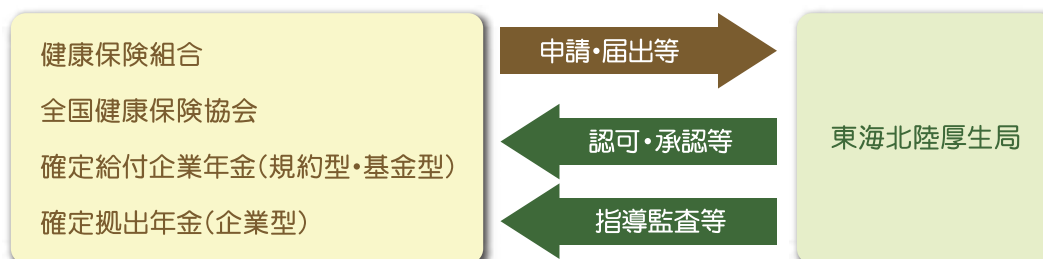 健康保険組合
全国健康保険協会
確定給付企業年金(規約型・基金型)
確定拠出年金(企業型)
申請・届出等
認可・承認等
指導監査等
東海北陸厚生局